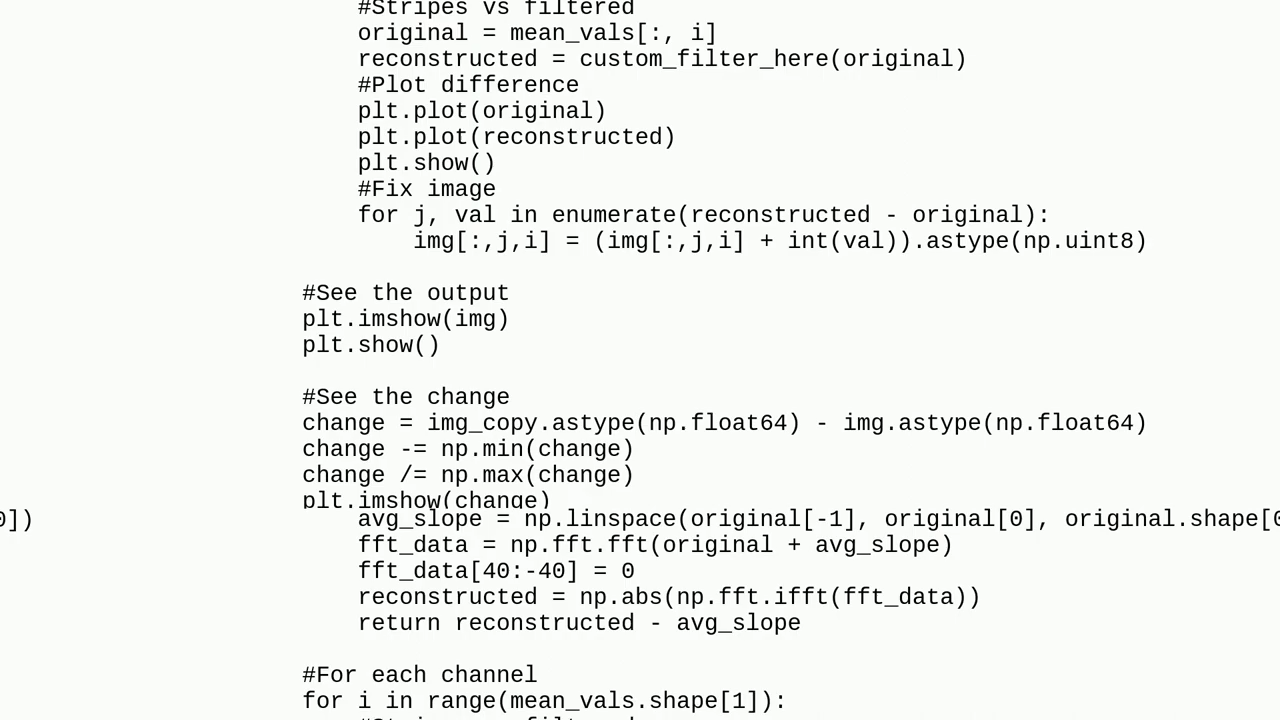 #Stripes vs filtered
original = mean_vals[:, i]
reconstructed = custom_filter_here(original)
#Plot difference
plt.plot(original)
plt.plot(reconstructed)
plt.show()
#Fix image
for j, val in enumerate(reconstructed - original):
img[:,j,i] = (img[:,j,i] + int(val)).astype(np.uint8)
#See the output
plt.imshow(img)
plt.show()
#See the change
change = img_copy.astype(np.float64) - img.astype(np.float64)
change -= np.min(change)
change /= np.max(change)
plt.imshow(change)
0])
avg_slope = np.linspace(original[-1], original[0], original.shape[0
fft_data = np.fft.fft(original + avg_slope)
fft_data[40:-40] = 0
reconstructed = np.abs(np.fft.ifft(fft_data))
return reconstructed - avg_slope
#For each channel
for i in range(mean_vals.shape[1]):